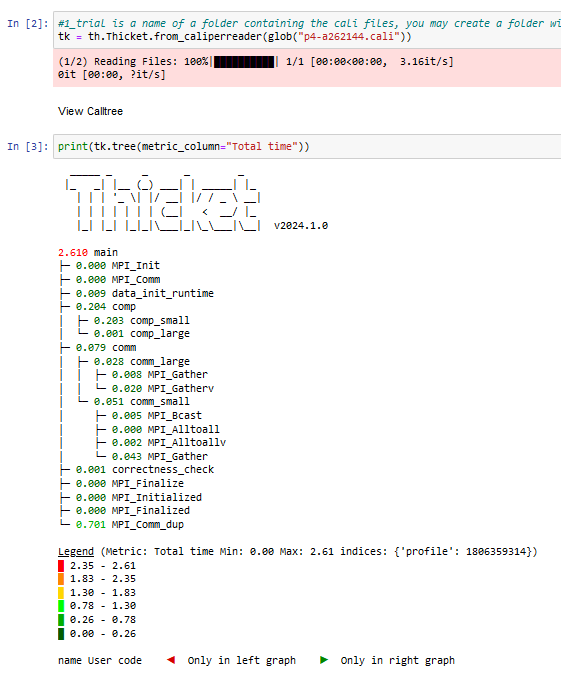 In [2]: #1_trial is a name of a folder containing the cali files, you may create a folder wi
tk = th.Thicket.from_caliperreader(glob("p4-a262144.cali"))
(1/2) Reading Files: 100%|██████████| 1/1 [00:00<00:00,  3.16it/s]
0it [00:00, ?it/s]
View Calltree
In [3]: print(tk.tree(metric_column="Total time"))
Thicket v2024.1.0
2.610 main
├─ 0.000 MPI_Init
├─ 0.000 MPI_Comm
├─ 0.009 data_init_runtime
├─ 0.204 comp
│  ├─ 0.203 comp_small
│  └─ 0.001 comp_large
├─ 0.079 comm
│  ├─ 0.028 comm_large
│  │  ├─ 0.008 MPI_Gather
│  │  └─ 0.020 MPI_Gatherv
│  └─ 0.051 comm_small
│     ├─ 0.005 MPI_Bcast
│     ├─ 0.000 MPI_Alltoall
│     ├─ 0.002 MPI_Alltoallv
│     └─ 0.043 MPI_Gather
├─ 0.001 correctness_check
├─ 0.000 MPI_Finalize
├─ 0.000 MPI_Initialized
├─ 0.000 MPI_Finalized
└─ 0.701 MPI_Comm_dup
Legend (Metric: Total time Min: 0.00 Max: 2.61 indices: {'profile': 1806359314})
█ 2.35 - 2.61
█ 1.83 - 2.35
█ 1.30 - 1.83
█ 0.78 - 1.30
█ 0.26 - 0.78
█ 0.00 - 0.26
name User code    ◀  Only in left graph    ▶  Only in right graph